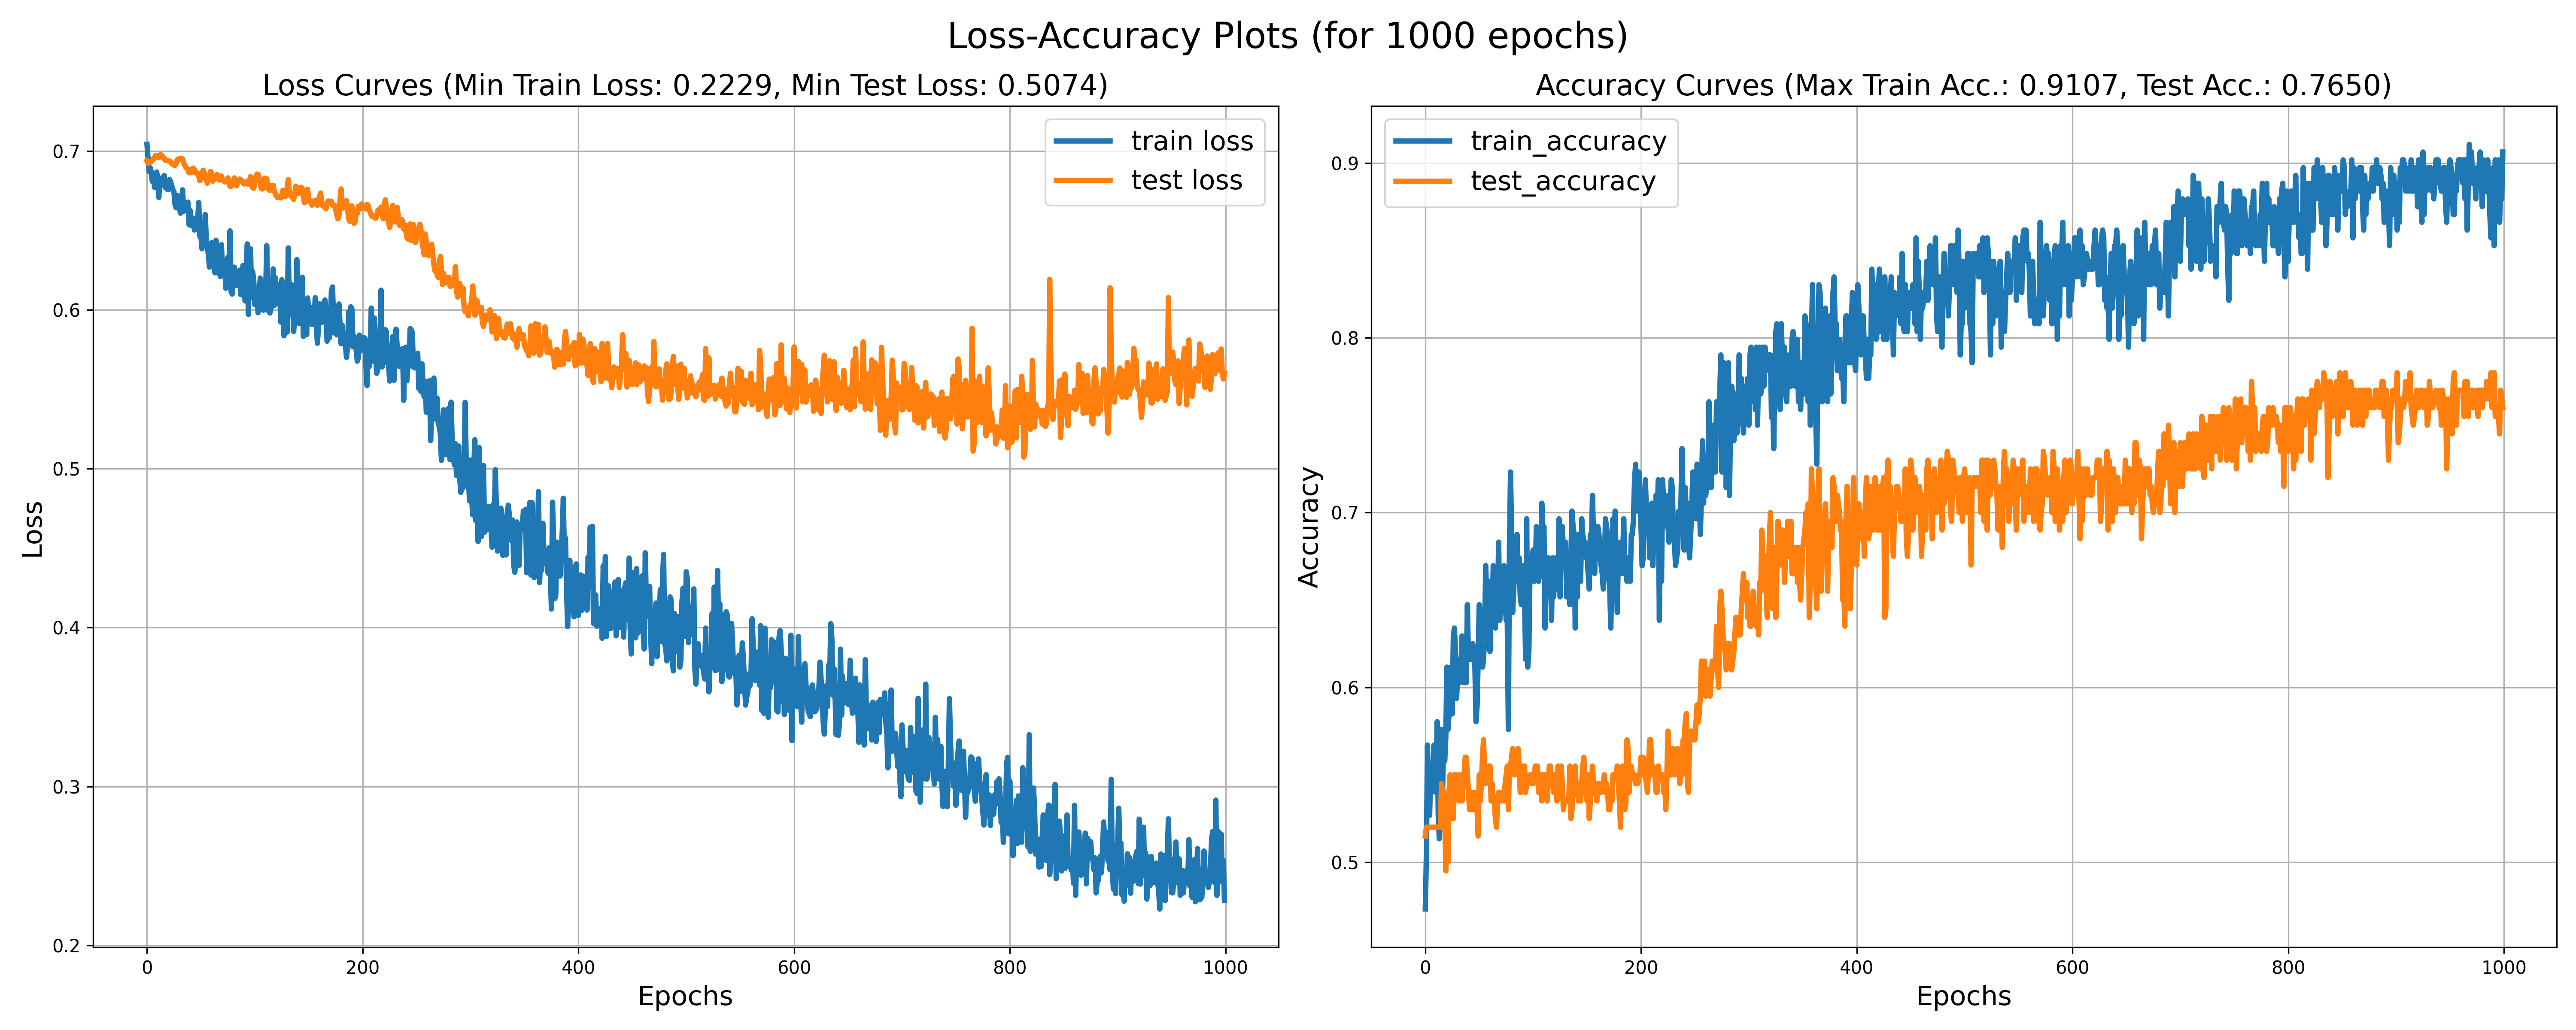 Loss-Accuracy Plots (for 1000 epochs)
Loss Curves (Min Train Loss: 0.2229, Min Test Loss: 0.5074)
train loss
test loss
0.7
0.6
0.5
0.4
0.3
0.2
Loss
0
200
400
600
800
1000
Epochs
Accuracy Curves (Max Train Acc.: 0.9107, Test Acc.: 0.7650)
train_accuracy
test_accuracy
0.9
0.8
0.7
0.6
0.5
Accuracy
0
200
400
600
800
1000
Epochs